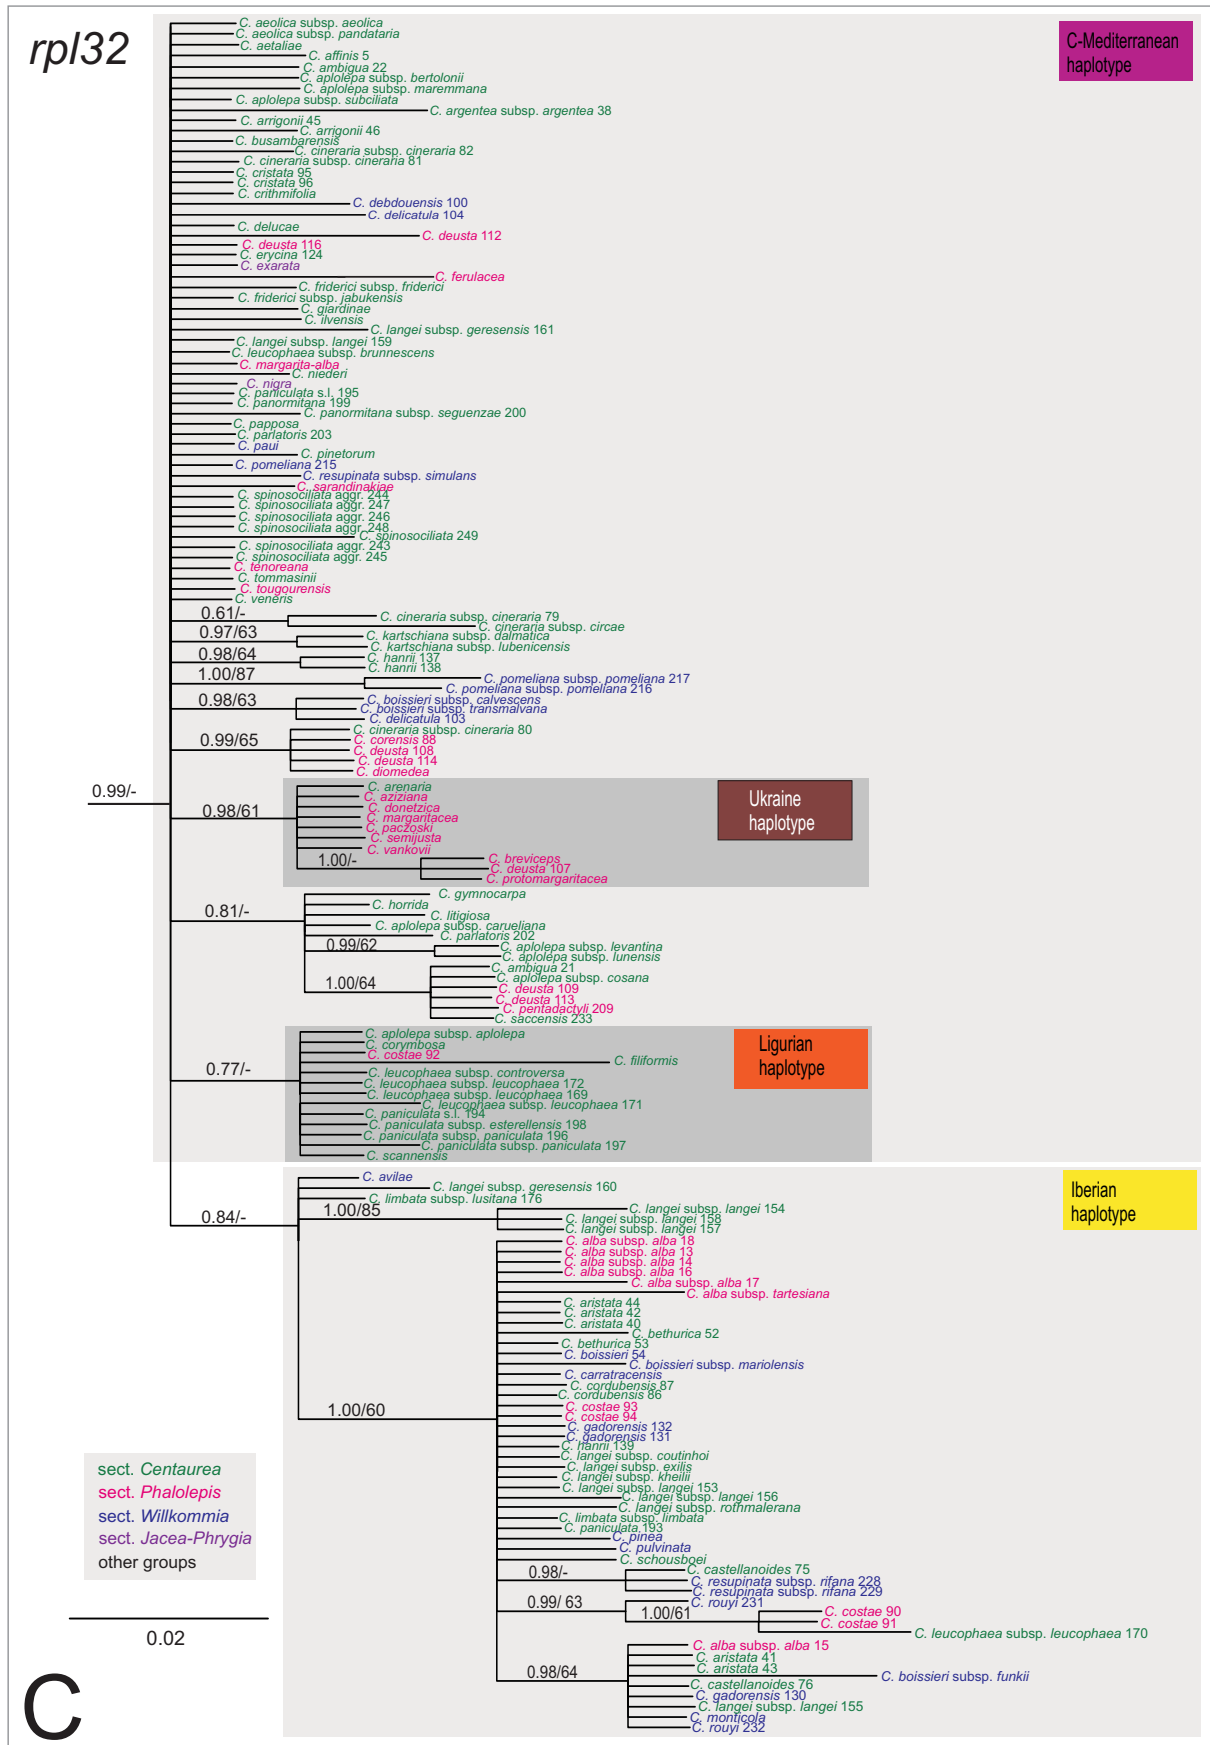 rpl32
C-Mediterranean
haplotype
C. aeolica subsp. aeolica
C. aeolica subsp. pandataria
C. aetaliae
C. affinis 5
C. ambigua 22
C. aplolepa subsp. bertolonii
C. aplolepa subsp. maremmana
C. aplolepa subsp. subciliata
C. argentea subsp. argentea 38
C. arrigonii 45
C. arrigonii 46
C. busambarensis
C. cineraria subsp. cineraria 82
C. cineraria subsp. cineraria 81
C. cristata 95
C. cristata 96
C. crithmifolia
C. debdouensis 100
C. delicatula 104
C. delucae
C. deusta 112
C. deusta 116
C. erycina 124
C. exarata
C. ferulacea
C. friderici subsp. friderici
C. friderici subsp. jabukensis
C. giardinae
C. ilvensis
C. langei subsp. geresensis 161
C. langei subsp. langei 159
C. leucophaea subsp. brunnescens
C. margarita-alba
C. niederi
C. nigra
C. paniculata s.l. 195
C. panormitana 199
C. panormitana subsp. seguenzae 200
C. papposa
C. parlatoris 203
C. paui
C. pinetorum
C. pomeliana 215
C. resupinata subsp. simulans
C. sarandinakiae
C. spinosociliata aggr. 244
C. spinosociliata aggr. 247
C. spinosociliata aggr. 246
C. spinosociliata aggr. 248
C. spinosociliata 249
C. spinosociliata aggr. 243
C. spinosociliata aggr. 245
C. tenoreana
C. tommasinii
C. tougourensis
C. veneris
0.61/-
C. cineraria subsp. cineraria 79
C. cineraria subsp. circae
0.97/63
C. kartschiana subsp. dalmatica
C. kartschiana subsp. lubenicensis
0.98/64
C. hanrii 137
C. hanrii 138
1.00/87
C. pomeliana subsp. pomeliana 217
C. pomeliana subsp. pomeliana 216
0.98/63
C. boissieri subsp. calvescens
C. boissieri subsp. transmalvana
C. delicatula 103
0.99/65
C. cineraria subsp. cineraria 80
C. corensis 88
C. deusta 108
C. deusta 114
C. diomedea
0.99/-
0.98/61
Ukraine
haplotype
C. arenaria
C. aziziana
C. donetzica
C. margaritacea
C. paczoski
C. semijusta
C. vankovii
1.00/-
C. breviceps
C. deusta 107
C. protomargaritacea
0.81/-
C. gymnocarpa
C. horrida
C. litigiosa
C. aplolepa subsp. carueliana
C. parlatoris 202
0.99/62
C. aplolepa subsp. levantina
C. aplolepa subsp. lunensis
1.00/64
C. ambigua 21
C. aplolepa subsp. cosana
C. deusta 109
C. deusta 113
C. pentadactyli 209
C. saccensis 233
0.77/-
Ligurian
haplotype
C. aplolepa subsp. aplolepa
C. corymbosa
C. costae 92
C. filiformis
C. leucophaea subsp. controversa
C. leucophaea subsp. leucophaea 172
C. leucophaea subsp. leucophaea 169
C. leucophaea subsp. leucophaea 171
C. paniculata s.l. 194
C. paniculata subsp. esterellensis 198
C. paniculata subsp. paniculata 196
C. paniculata subsp. paniculata 197
C. scannensis
0.84/-
Iberian
haplotype
C. avilae
C. langei subsp. geresensis 160
C. limbata subsp. lusitana 176
1.00/85
C. langei subsp. langei 154
C. langei subsp. langei 158
C. langei subsp. langei 157
1.00/60
C. alba subsp. alba 18
C. alba subsp. alba 13
C. alba subsp. alba 14
C. alba subsp. alba 16
C. alba subsp. alba 17
C. alba subsp. tartesiana
C. aristata 44
C. aristata 42
C. aristata 40
C. bethurica 52
C. bethurica 53
C. boissieri 54
C. boissieri subsp. mariolensis
C. carratracensis
C. cordubensis 87
C. cordubensis 86
C. costae 93
C. costae 94
C. gadorensis 132
C. gadorensis 131
C. hanrii 139
C. langei subsp. coutinhoi
C. langei subsp. exilis
C. langei subsp. kheilii
C. langei subsp. langei 153
C. langei subsp. langei 156
C. langei subsp. rothmalerana
C. limbata subsp. limbata
C. paniculata 193
C. pinea
C. pulvinata
C. schousboei
0.98/-
C. castellanoides 75
C. resupinata subsp. rifana 228
C. resupinata subsp. rifana 229
0.99/ 63
C. rouyi 231
1.00/61
C. costae 90
C. costae 91
C. leucophaea subsp. leucophaea 170
0.98/64
C. alba subsp. alba 15
C. aristata 41
C. aristata 43
C. boissieri subsp. funkii
C. castellanoides 76
C. gadorensis 130
C. langei subsp. langei 155
C. monticola
C. rouyi 232
sect. Centaurea
sect. Phalolepis
sect. Willkommia
sect. Jacea-Phrygia
other groups
0.02
C